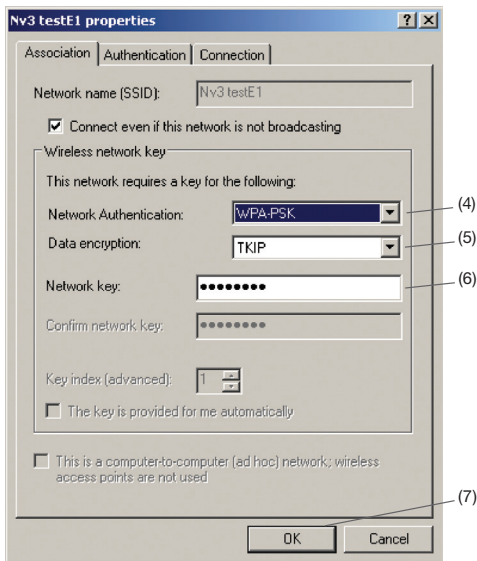 Nv3 testE1 properties
Association Authentication Connection
Network name (SSID): Nv3 testE1
Connect even if this network is not broadcasting
Wireless network key
This network requires a key for the following:
Network Authentication: WPA-PSK (4)
Data encryption: TKIP (5)
Network key: •••••••• (6)
Confirm network key: ••••••••
Key index (advanced): 1
The key is provided for me automatically
This is a computer-to-computer (ad hoc) network; wireless
access points are not used
(7)
OK Cancel